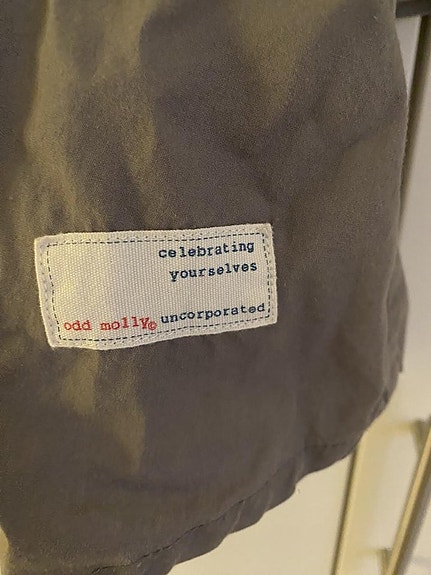 celebrating
yourselves
odd molly© uncorporated